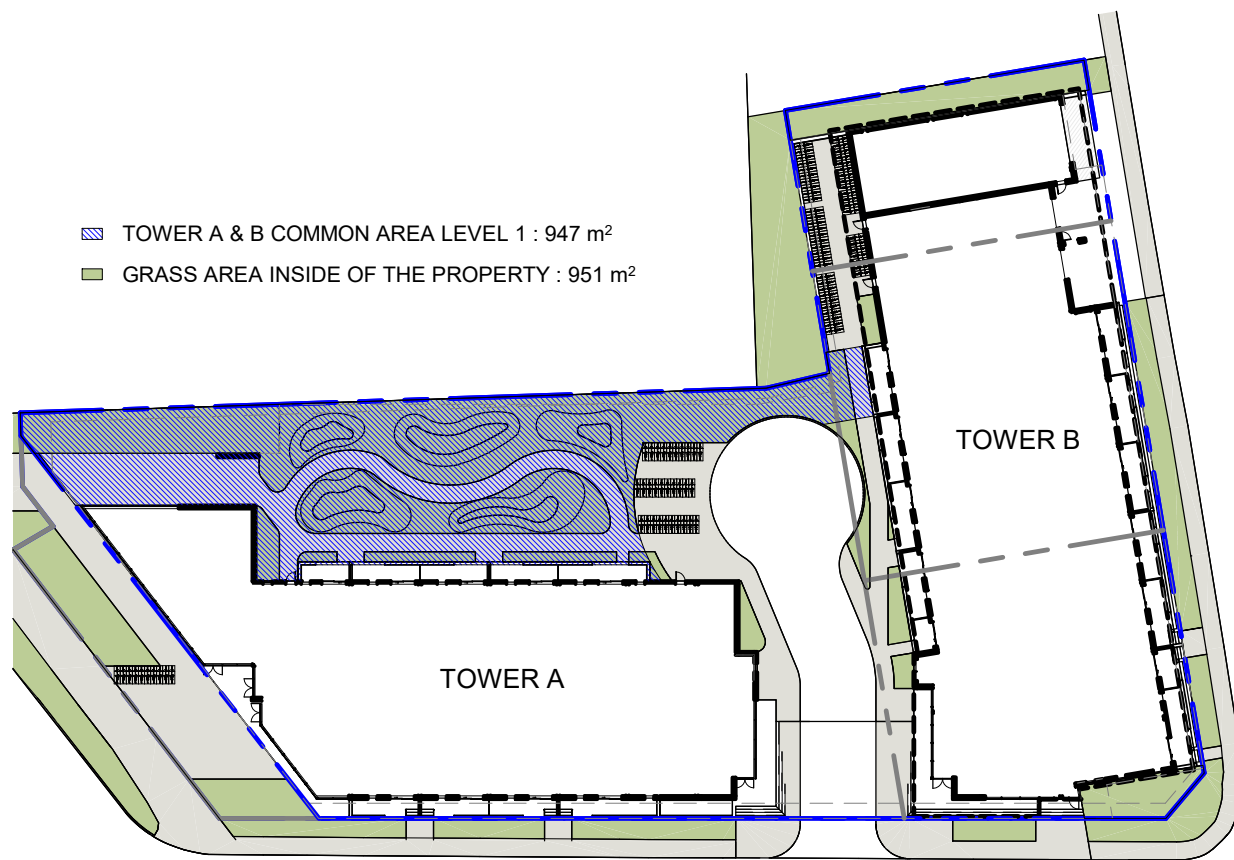 TOWER A & B COMMON AREA LEVEL 1 : 947 m²
GRASS AREA INSIDE OF THE PROPERTY : 951 m²
TOWER B
TOWER A